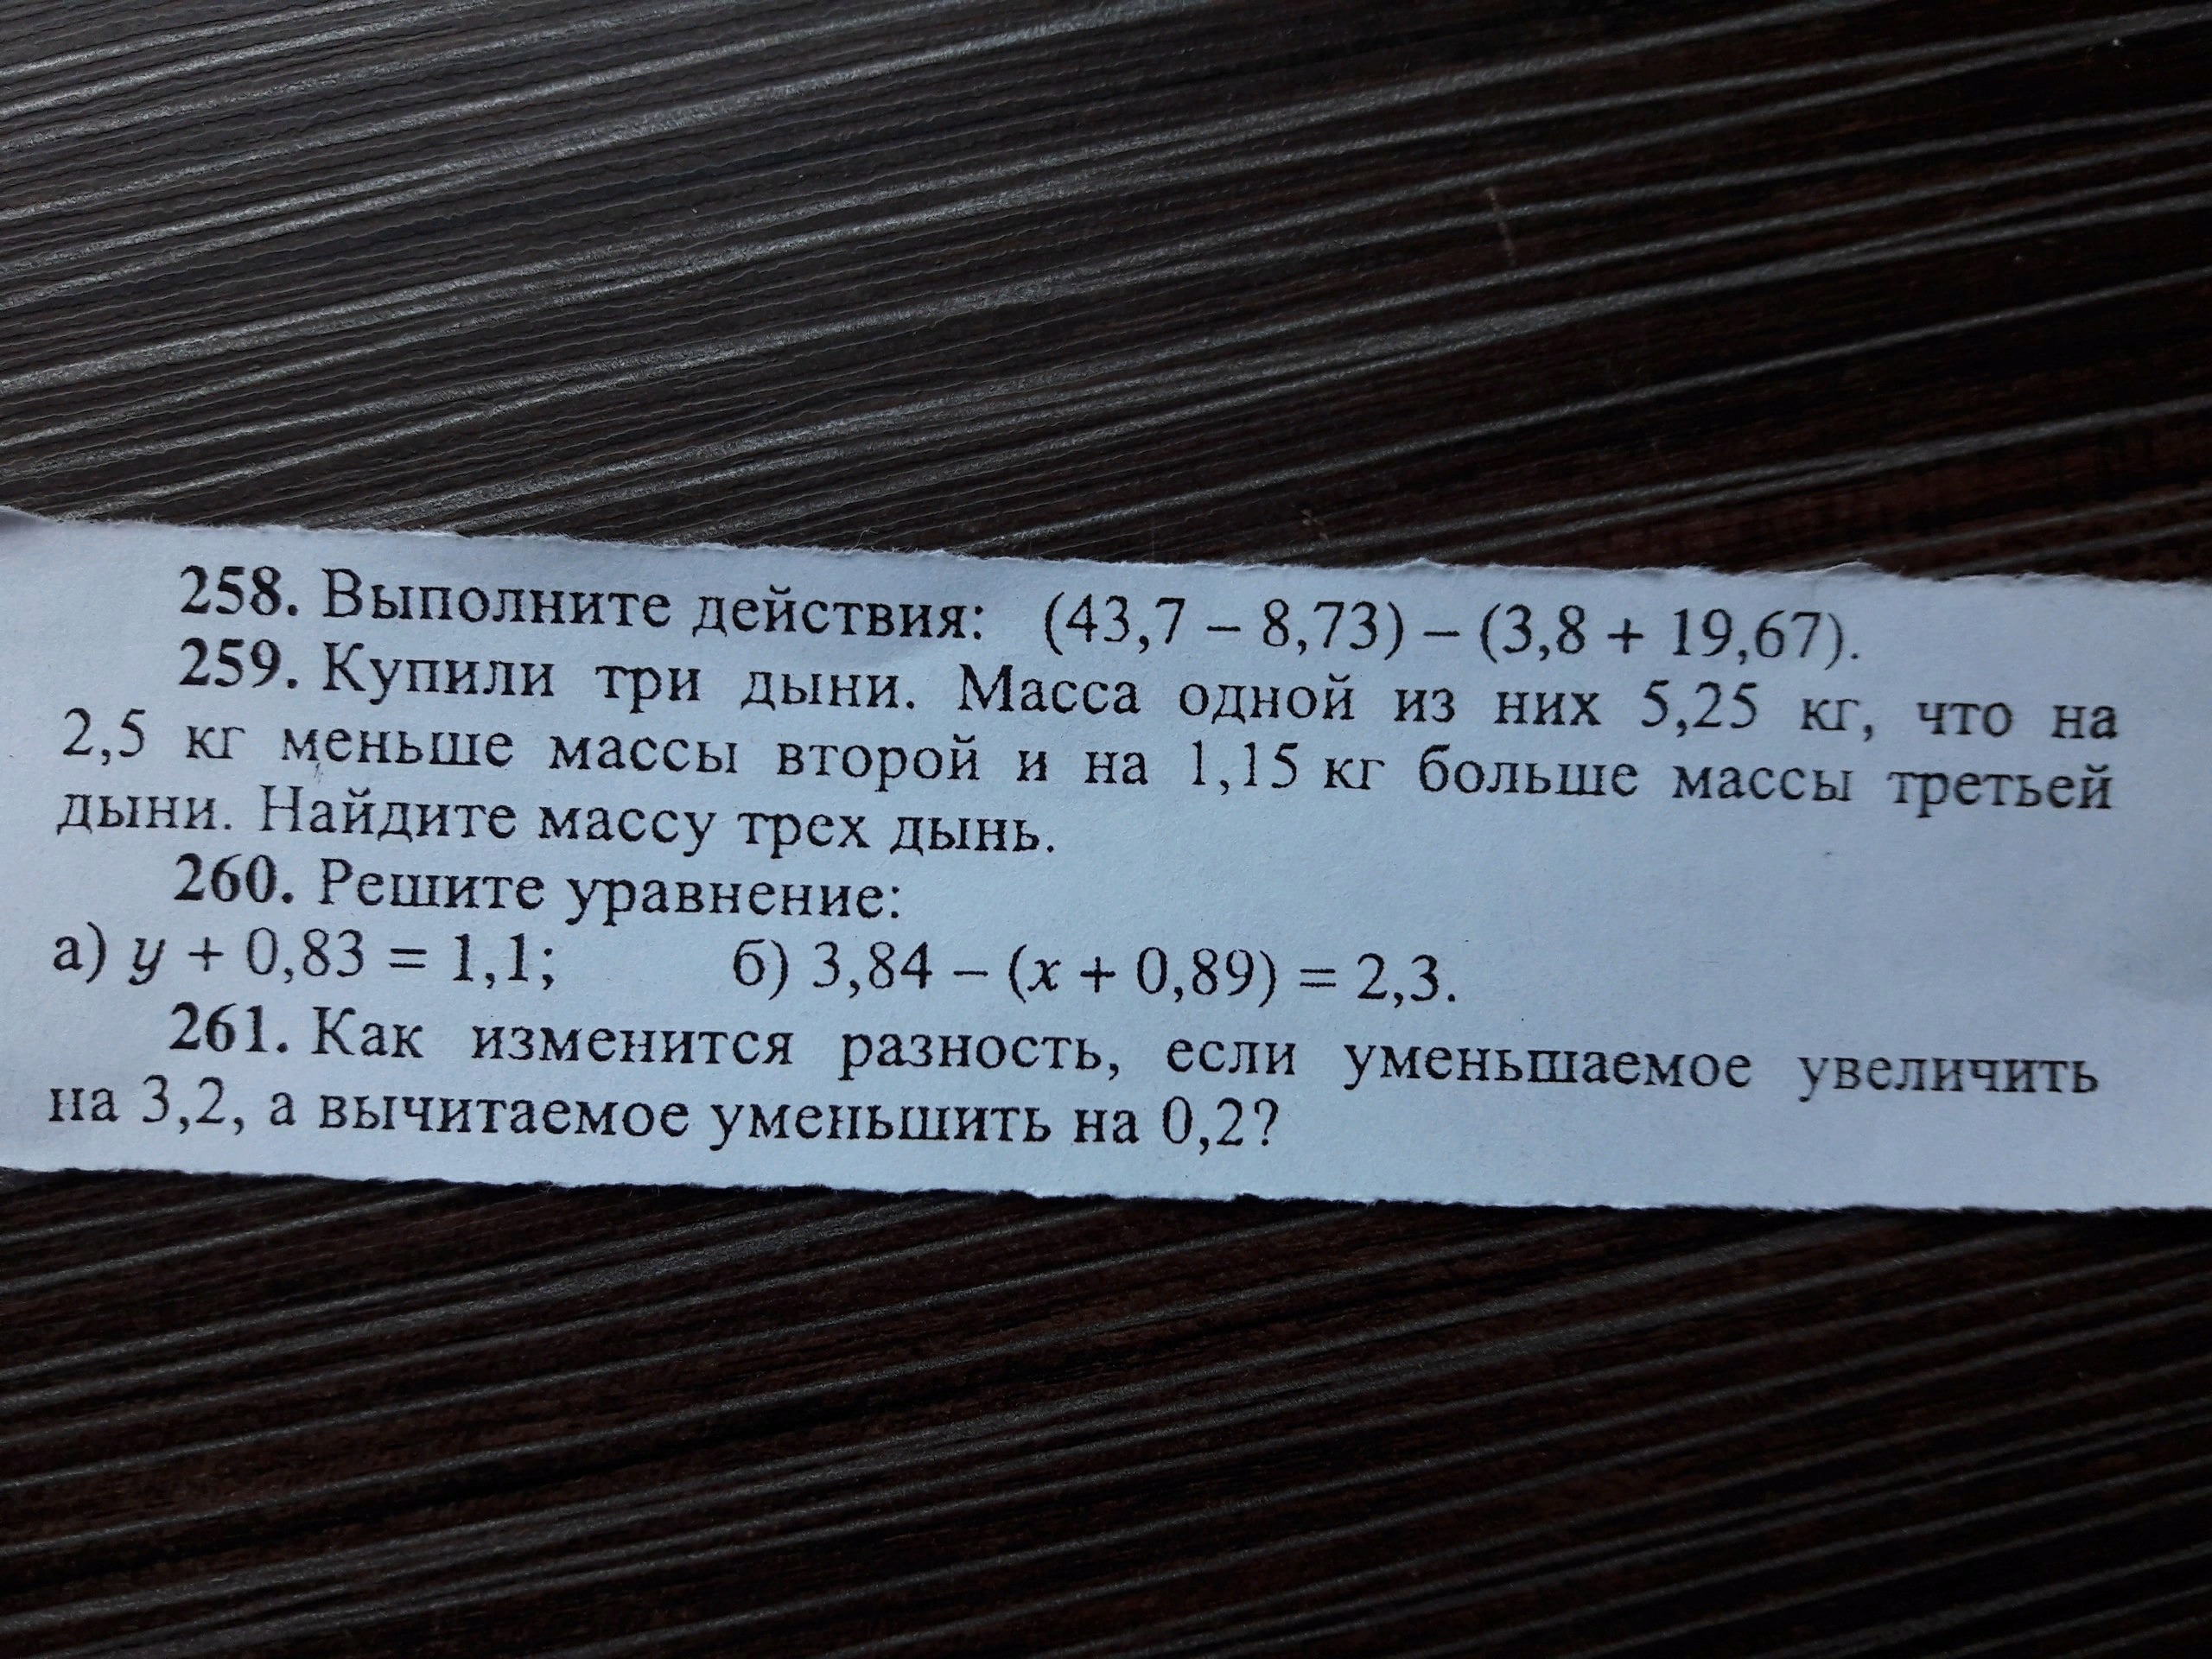 258. Выполните действия: (43,7 – 8,73) – (3,8 + 19,67).
259. Купили три дыни. Масса одной из них 5,25 кг, что на
2,5 кг меньше массы второй и на 1,15 кг больше массы третьей
дыни. Найдите массу трех дынь.
260. Решите уравнение:
а) y + 0,83 = 1,1; б) 3,84 – (x + 0,89) = 2,3.
261. Как изменится разность, если уменьшаемое увеличить
на 3,2, а вычитаемое уменьшить на 0,2?